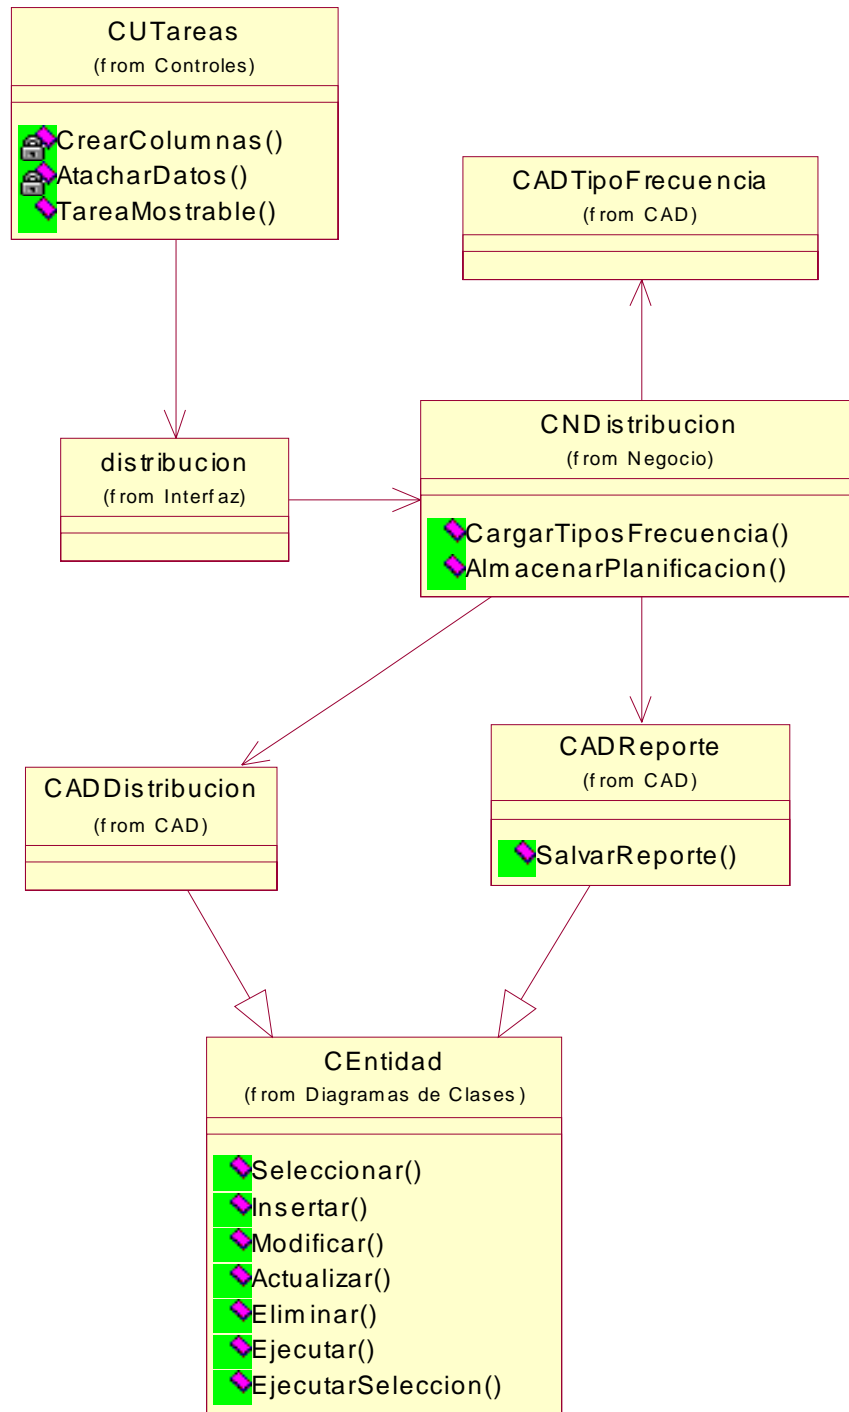 CUTareas
(from Controles)
CrearColumnas()
AtacharDatos()
TareaMostrable()
CADTipoFrecuencia
(from CAD)
distribucion
(from Interfaz)
CNDistribucion
(from Negocio)
CargarTiposFrecuencia()
AlmacenarPlanificacion()
CADDistribucion
(from CAD)
CADReporte
(from CAD)
SalvarReporte()
CEntidad
(from Diagramas de Clases)
Seleccionar()
Insertar()
Modificar()
Actualizar()
Eliminar()
Ejecutar()
EjecutarSeleccion()